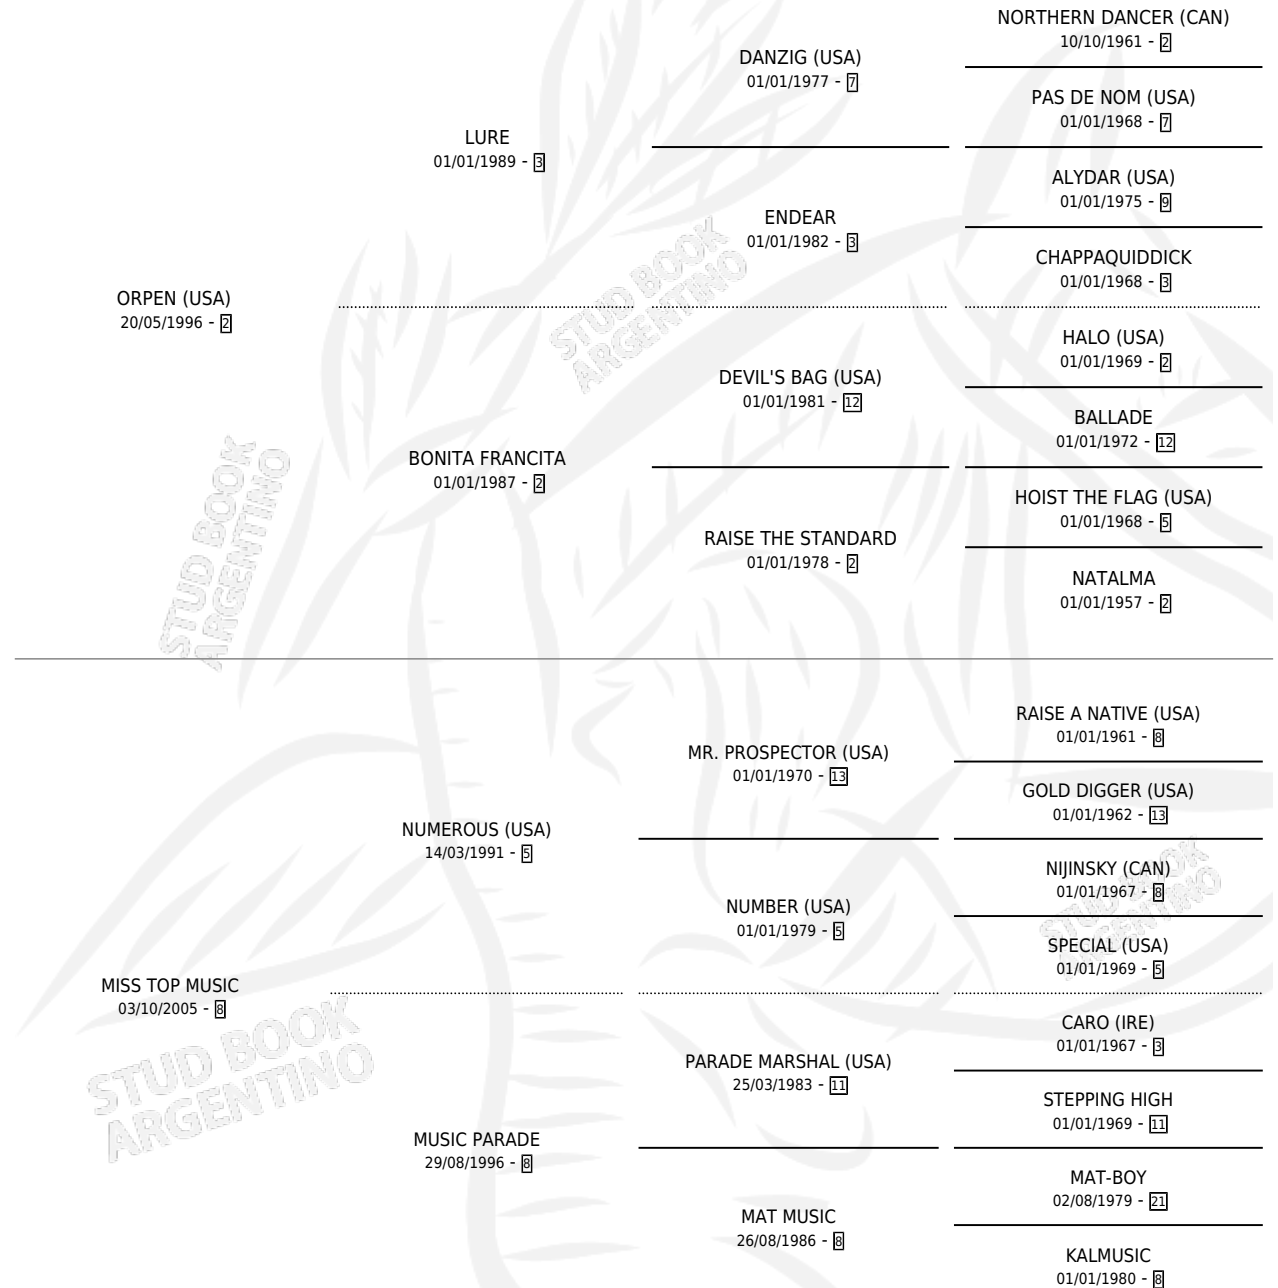 NORTHERN DANCER (CAN)
10/10/1961 - 2
DANZIG (USA)
01/01/1977 - 7
PAS DE NOM (USA)
01/01/1968 - 7
LURE
01/01/1989 - 3
ALYDAR (USA)
01/01/1975 - 9
ENDEAR
01/01/1982 - 3
CHAPPAQUIDDICK
01/01/1968 - 3
ORPEN (USA)
20/05/1996 - 2
HALO (USA)
01/01/1969 - 2
DEVIL'S BAG (USA)
01/01/1981 - 12
BALLADE
01/01/1972 - 12
BONITA FRANCITA
01/01/1987 - 2
HOIST THE FLAG (USA)
01/01/1968 - 5
RAISE THE STANDARD
01/01/1978 - 2
NATALMA
01/01/1957 - 2
RAISE A NATIVE (USA)
01/01/1961 - 8
MR. PROSPECTOR (USA)
01/01/1970 - 13
GOLD DIGGER (USA)
01/01/1962 - 13
NUMEROUS (USA)
14/03/1991 - 5
NIJINSKY (CAN)
01/01/1967 - 8
NUMBER (USA)
01/01/1979 - 5
SPECIAL (USA)
01/01/1969 - 5
MISS TOP MUSIC
03/10/2005 - 8
CARO (IRE)
01/01/1967 - 3
PARADE MARSHAL (USA)
25/03/1983 - 11
STEPPING HIGH
01/01/1969 - 11
MUSIC PARADE
29/08/1996 - 8
MAT-BOY
02/08/1979 - 21
MAT MUSIC
26/08/1986 - 8
KALMUSIC
01/01/1980 - 8
STUD BOOK
ARGENTINO
STUD BOOK
ARGENTINO
STUD BOOK
ARGENTINO
STUD BOOK
ARGENTINO